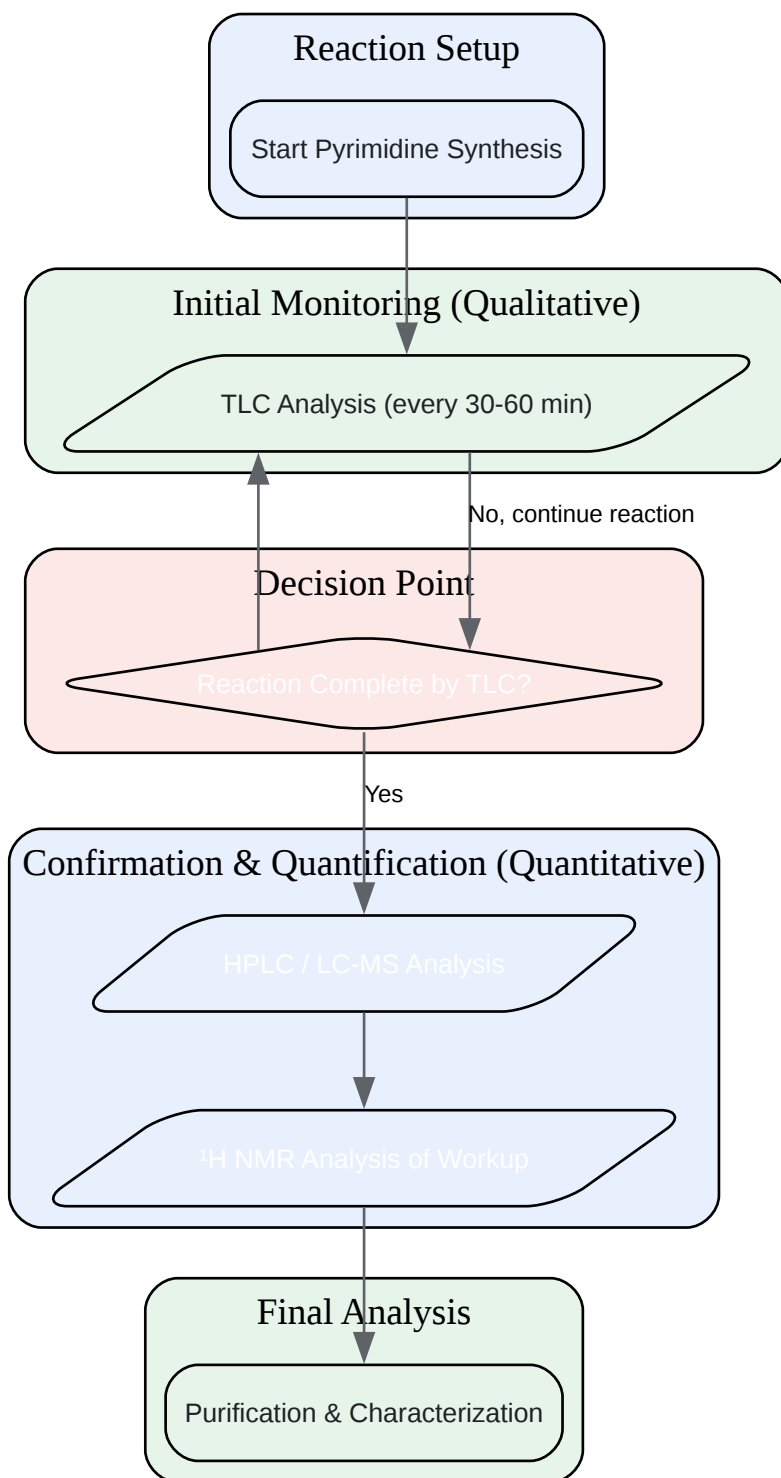 Reaction Setup
Start Pyrimidine Synthesis
Initial Monitoring (Qualitative)
TLC Analysis (every 30-60 min)
No, continue reaction
Decision Point
Reaction Complete by TLC?
Yes
Confirmation & Quantification (Quantitative)
HPLC / LC-MS Analysis
¹H NMR Analysis of Workup
Final Analysis
Purification & Characterization